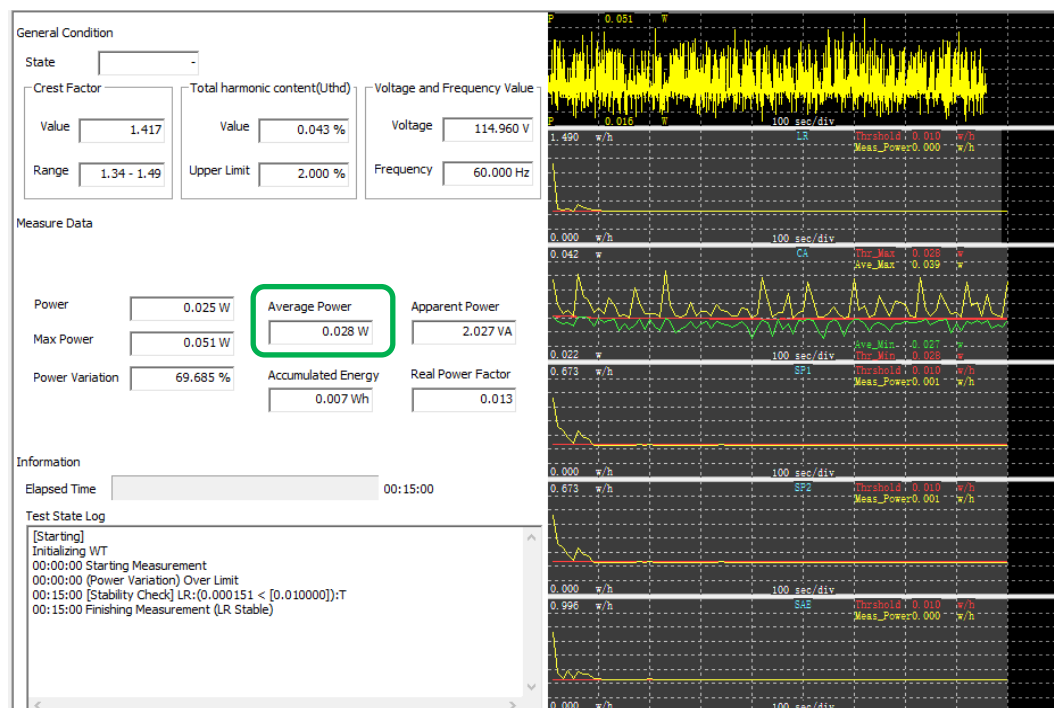 General Condition
State -
Crest Factor
Value 1.417
Range 1.34 - 1.49
Total harmonic content(Uthd)
Value 0.043 %
Upper Limit 2.000 %
Voltage and Frequency Value
Voltage 114.960 V
Frequency 60.000 Hz
Measure Data
Power 0.025 W
Max Power 0.051 W
Power Variation 69.685 %
Average Power
0.028 W
Accumulated Energy
0.007 Wh
Apparent Power
2.027 VA
Real Power Factor
0.013
Information
Elapsed Time 00:15:00
Test State Log
[Starting]
Initializing WT
00:00:00 Starting Measurement
00:00:00 (Power Variation) Over Limit
00:15:00 [Stability Check] LR:(0.000151 < [0.010000]):T
00:15:00 Finishing Measurement (LR Stable)
P 0.051 W
P 0.016 W 100 sec/div
1.490 w/h LR Thrshold 0.010 w/h
Meas_Power0.000 w/h
0.000 w/h 100 sec/div
0.042 w CA Thr_Max 0.028 w
Ave_Max 0.039 w
Ave_Min 0.027 w
0.022 w 100 sec/div Thr_Min 0.028 w
0.673 w/h SP1 Thrshold 0.010 w/h
Meas_Power0.001 w/h
0.000 w/h 100 sec/div
0.673 w/h SP2 Thrshold 0.010 w/h
Meas_Power0.001 w/h
0.000 w/h 100 sec/div
0.996 w/h SAE Thrshold 0.010 w/h
Meas_Power0.000 w/h
0.000 w/h 100 sec/div